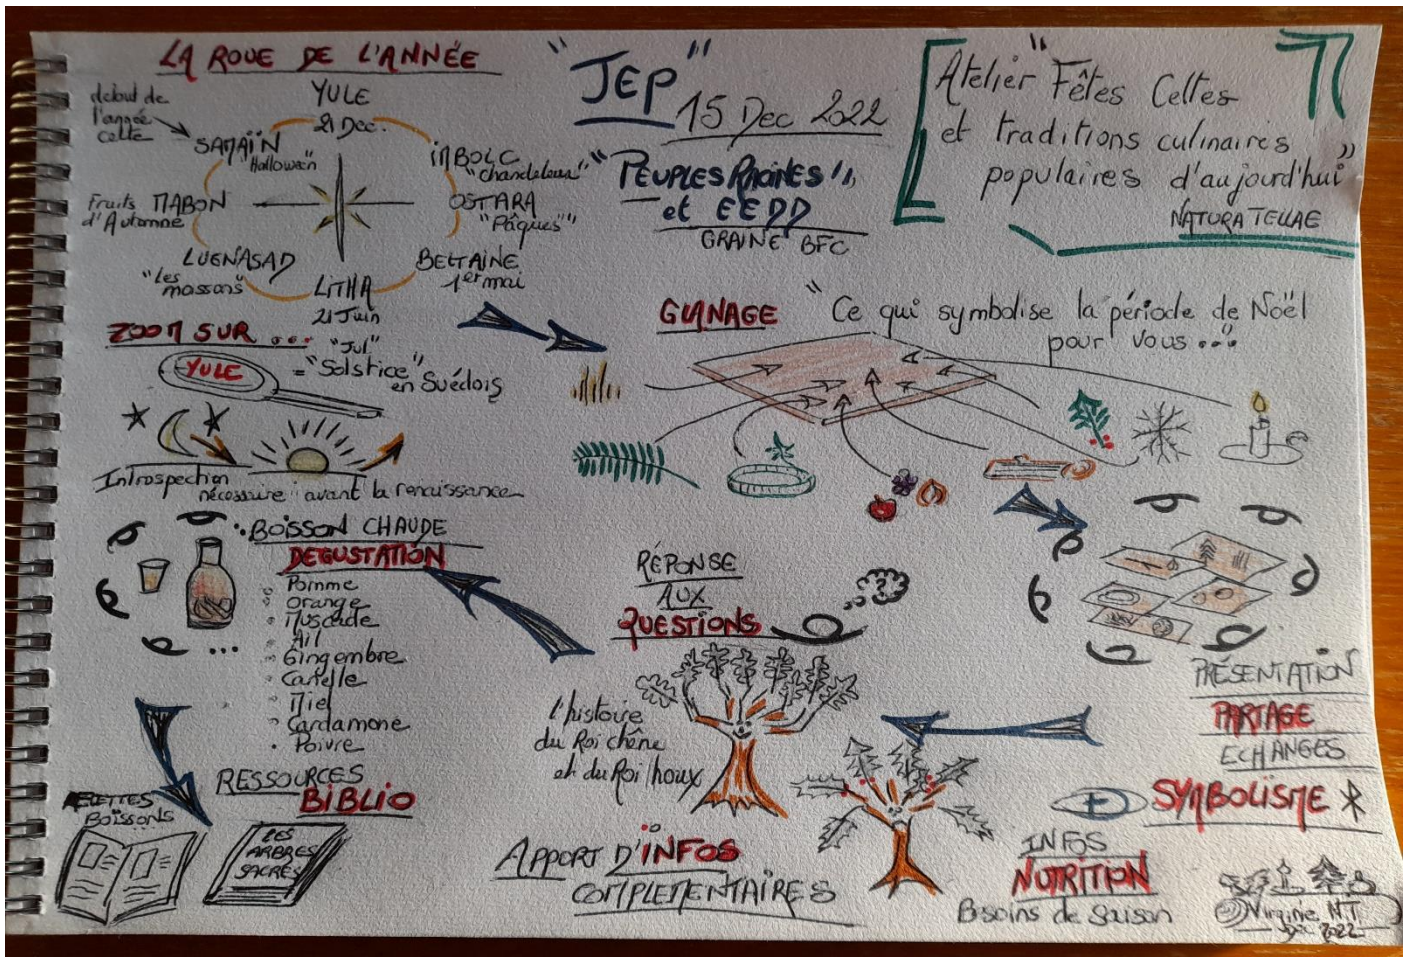 LA ROUE DE L'ANNÉE
début de
l'année
celte
YULE
21 Dec.
SAMAÏN
"Halloween"
iMBOLC
"Chandeleur"
Fruits
d'Automne
MABON
OSTARA
"Pâques"
LUGNASAD
"les
moissons"
BELTAINE
1er mai
LiTHA
21 Juin
"JEP"
15 Dec 2022
"PEUPLES RACINES"
et EEDD
GRAINE BFC
Atelier "Fêtes Celtes
et traditions culinaires
populaires d'aujourd'hui"
NATURA TELLAE
ZOOM SUR ...
YULE
"Jul"
= "Solstice"
en Suédois
Introspection
nécessaire avant la renaissance
GLANAGE
"Ce qui symbolise la période de Noël
pour vous ..."
PRÉSENTATION
PARTAGE
ECHANGES
SYMBOLISME
INFOS
NUTRITION
Besoins de saison
RÉPONSE
AUX
QUESTIONS
l'histoire
du Roi chêne
et du Roi houx
APPORT D'iNFOS
COMPLEMENTAIRES
BOISSON CHAUDE
DEGUSTATION
Pomme
Orange
Muscade
Ail
Gingembre
Canelle
Miel
Cardamone
Poivre
RESSOURCES
BiBLiO
RECETTES
BOISSONS
LES
ARBRES
SACRÉS
Virginie N.T.
Déc 2022